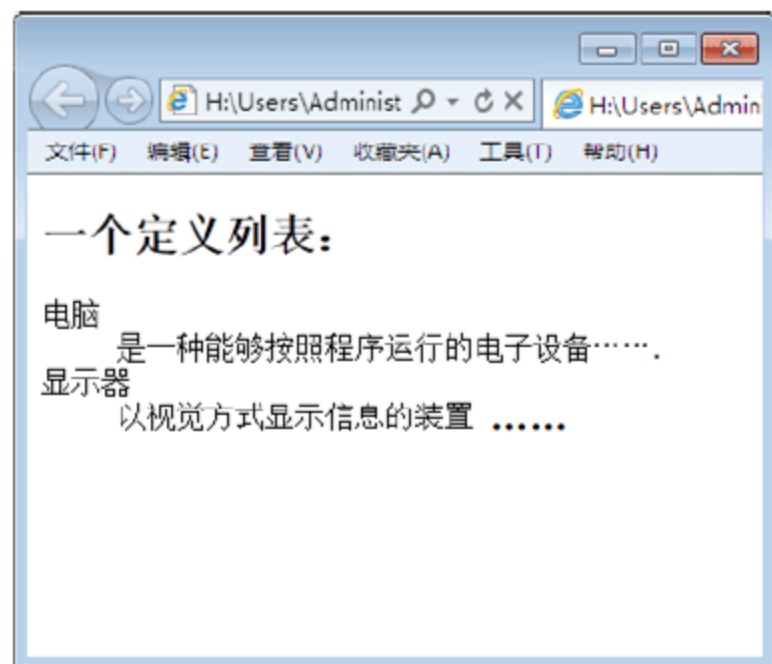 H:\Users\Administ
H:\Users\Admin
文件(F) 编辑(E) 查看(V) 收藏夹(A) 工具(T) 帮助(H)
一个定义列表：
电脑
是一种能够按照程序运行的电子设备…….
显示器
以视觉方式显示信息的装置 ……